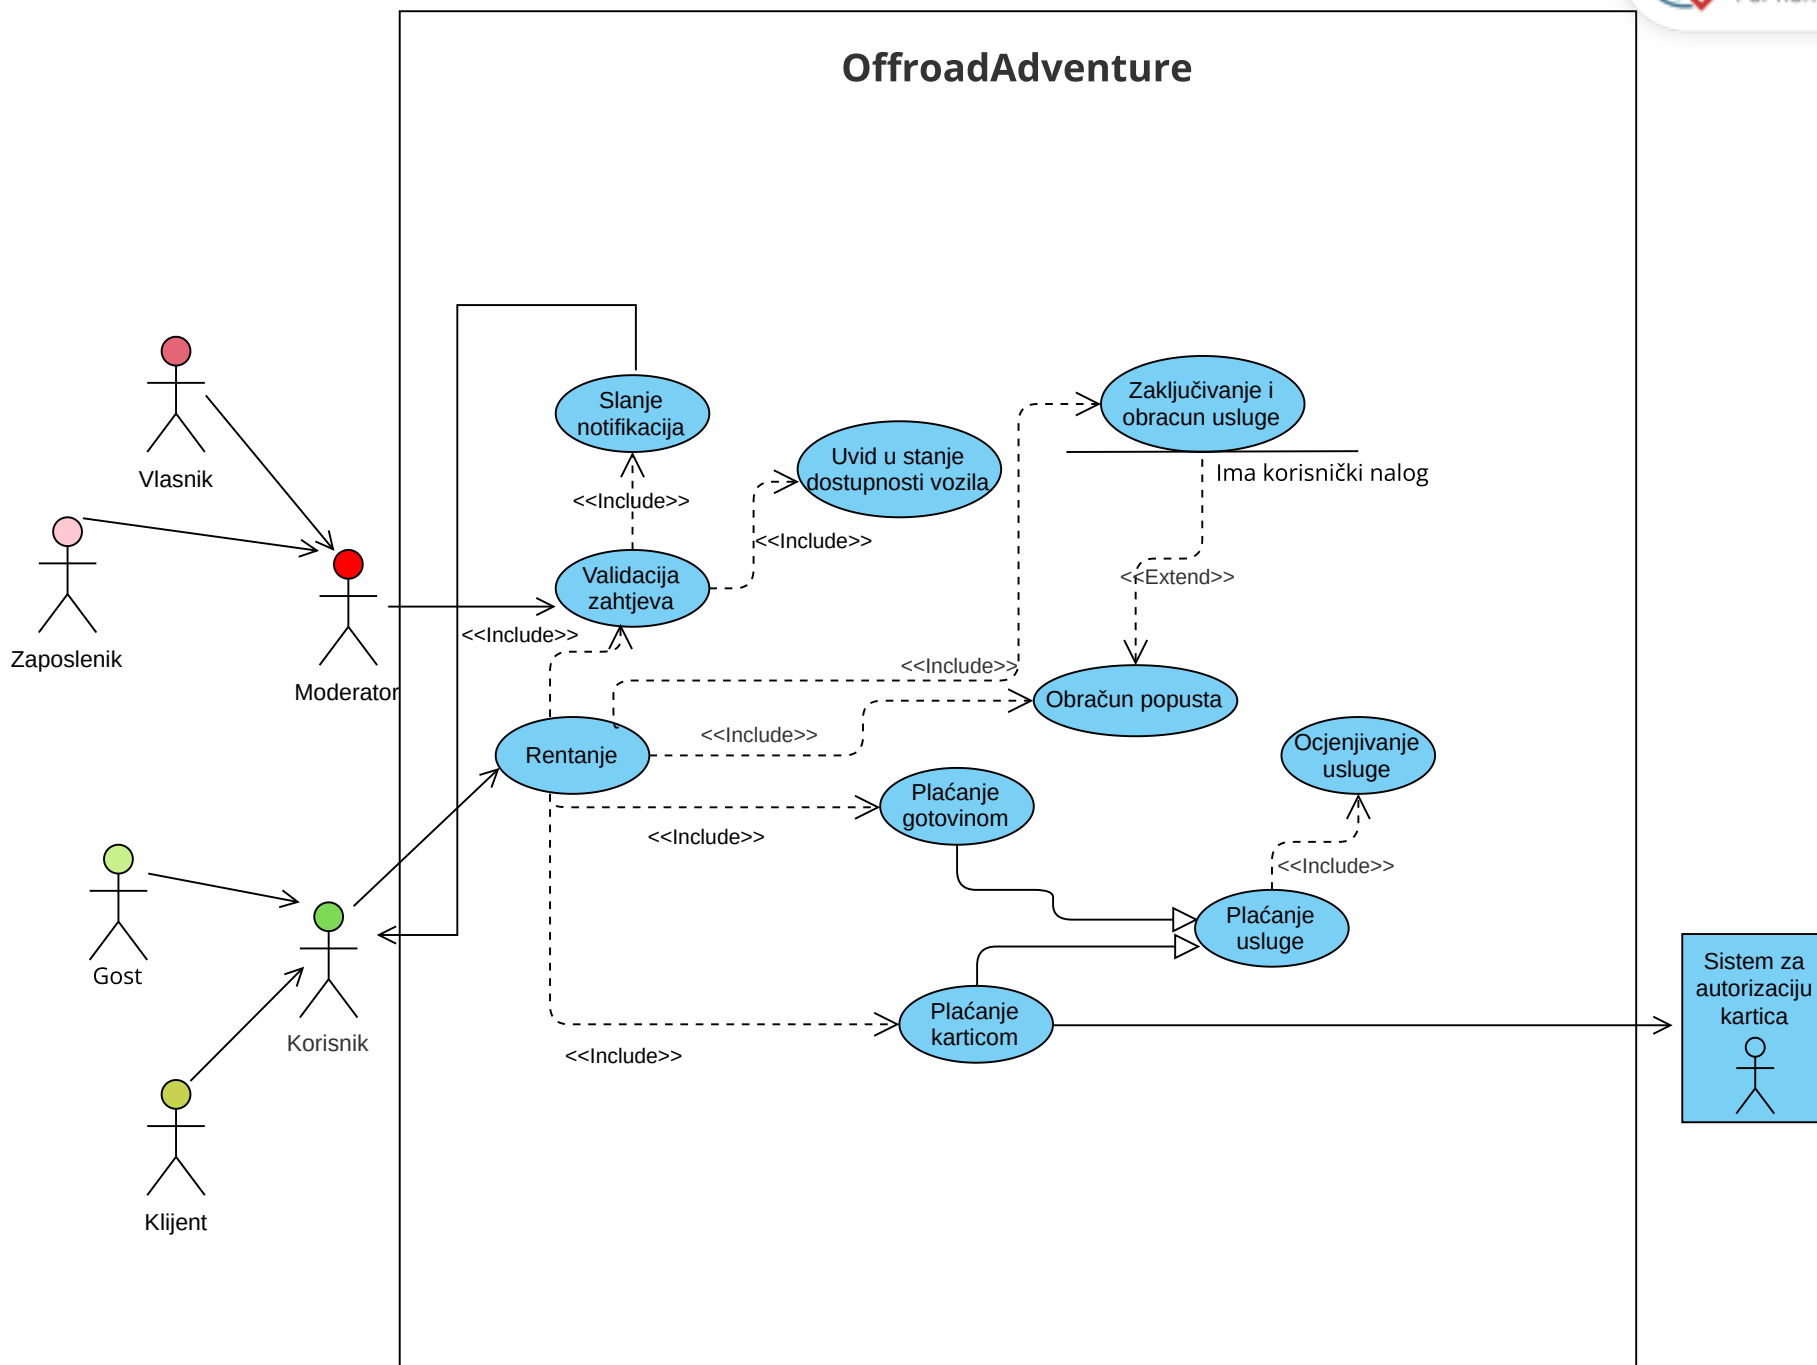 OffroadAdventure
Vlasnik
Zaposlenik
Moderator
Gost
Korisnik
Klijent
Slanje
notifikacija
<<Include>>
Uvid u stanje
dostupnosti vozila
<<Include>>
Validacija
zahtjeva
<<Include>>
Zaključivanje i
obracun usluge
Ima korisnički nalog
<<Extend>>
<<Include>>
Obračun popusta
Rentanje
<<Include>>
Ocjenjivanje
usluge
Plaćanje
gotovinom
<<Include>>
<<Include>>
Plaćanje
usluge
Plaćanje
karticom
<<Include>>
Sistem za
autorizaciju
kartica